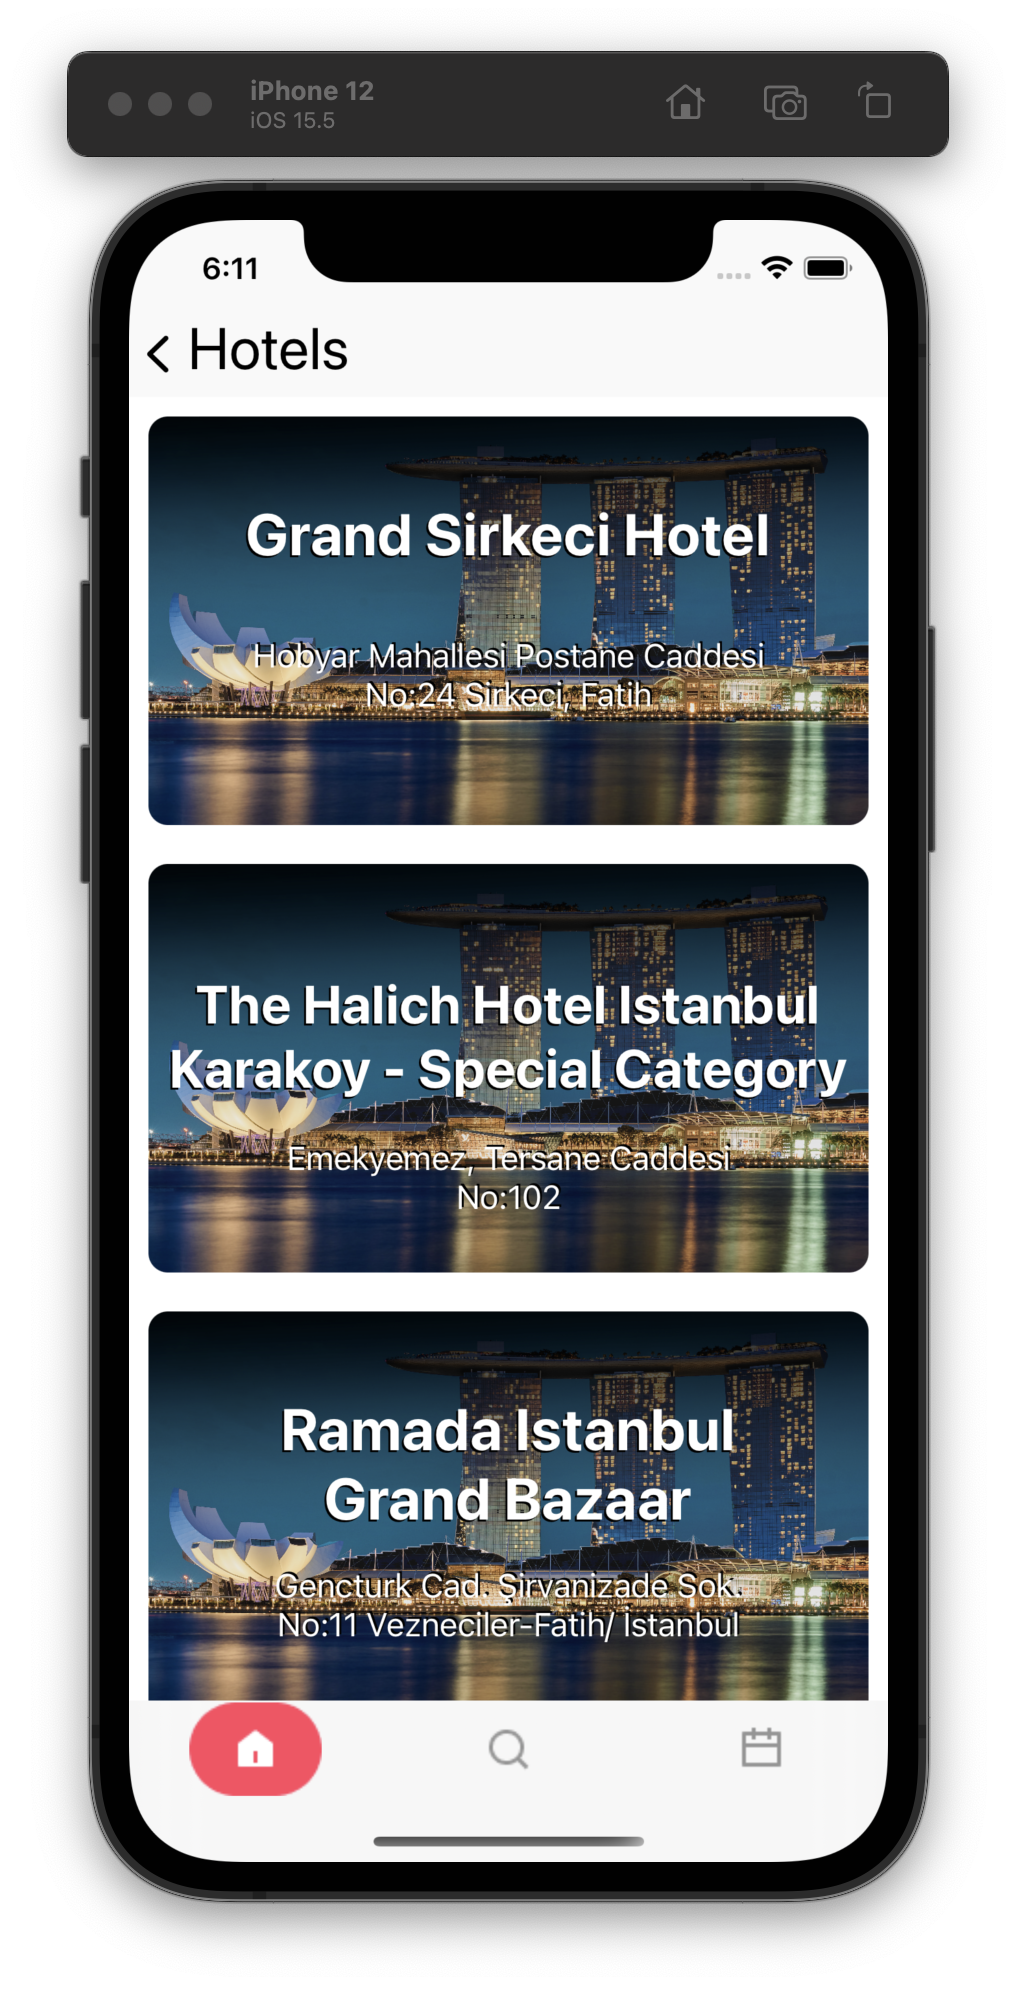 iPhone 12
iOS 15.5
6:11
Hotels
Grand Sirkeci Hotel
Hobyar Mahallesi Postane Caddesi
No:24 Sirkeci, Fatih
The Halich Hotel Istanbul
Karakoy - Special Category
Emekyemez, Tersane Caddesi
No:102
Ramada Istanbul
Grand Bazaar
Gencturk Cad. Şirvanizade Sok.
No:11 Vezneciler-Fatih/ Istanbul